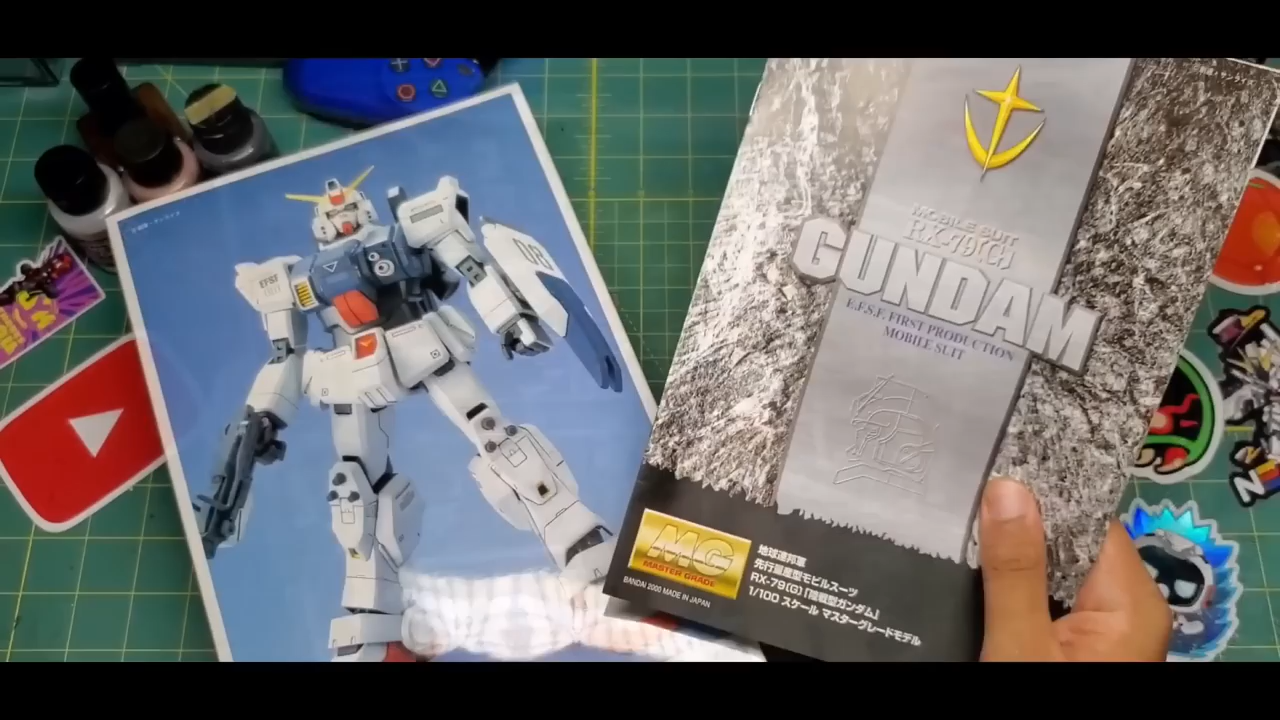 MOBILE SUIT
RX-79[G]
GUNDAM
E.F.S.F. FIRST PRODUCTION
MOBILE SUIT
MG
MASTER GRADE
BANDAI 2000 MADE IN JAPAN
地球連邦軍
先行量産型モビルスーツ
RX-79〔G〕「陸戦型ガンダム」
1/100 スケール マスターグレードモデル
EFSF
08